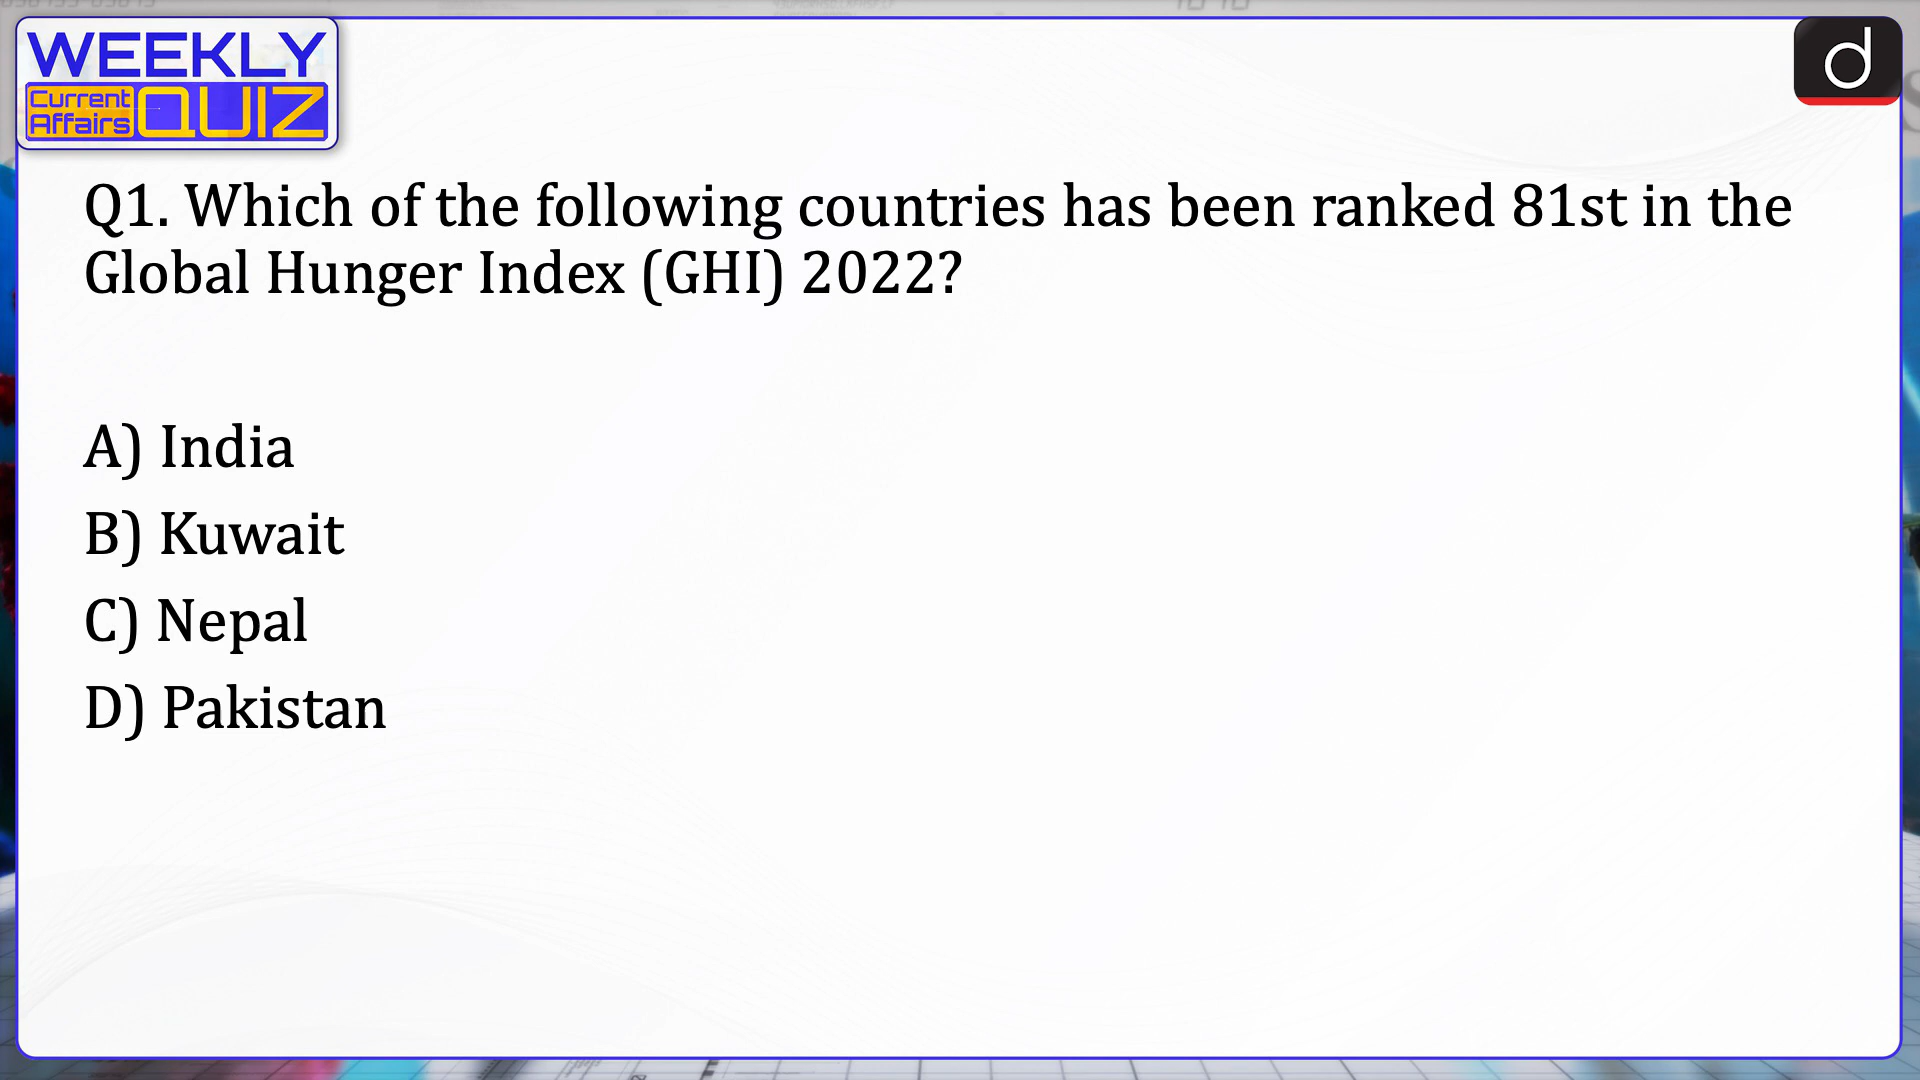 WEEKLY
Current
Affairs
QUIZ
d
Q1. Which of the following countries has been ranked 81st in the
Global Hunger Index (GHI) 2022?
A) India
B) Kuwait
C) Nepal
D) Pakistan